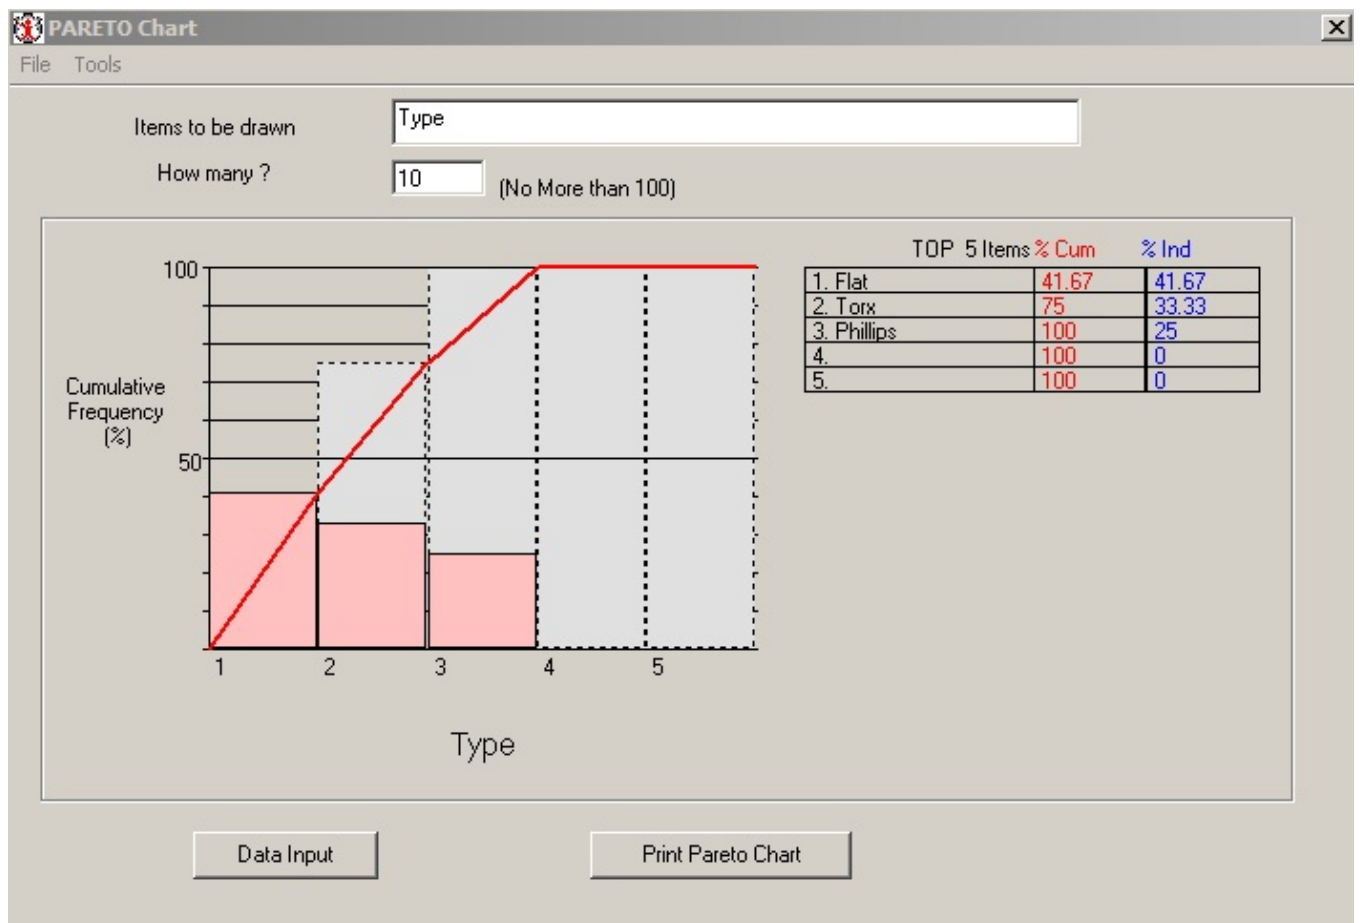 PARETO Chart
File Tools
Items to be drawn Type
How many ? 10 (No More than 100)
TOP 5 Items % Cum % Ind
1. Flat 41.67 41.67
2. Torx 75 33.33
3. Phillips 100 25
4. 100 0
5. 100 0
100
Cumulative
Frequency
(%)
50
1 2 3 4 5
Type
Data Input Print Pareto Chart